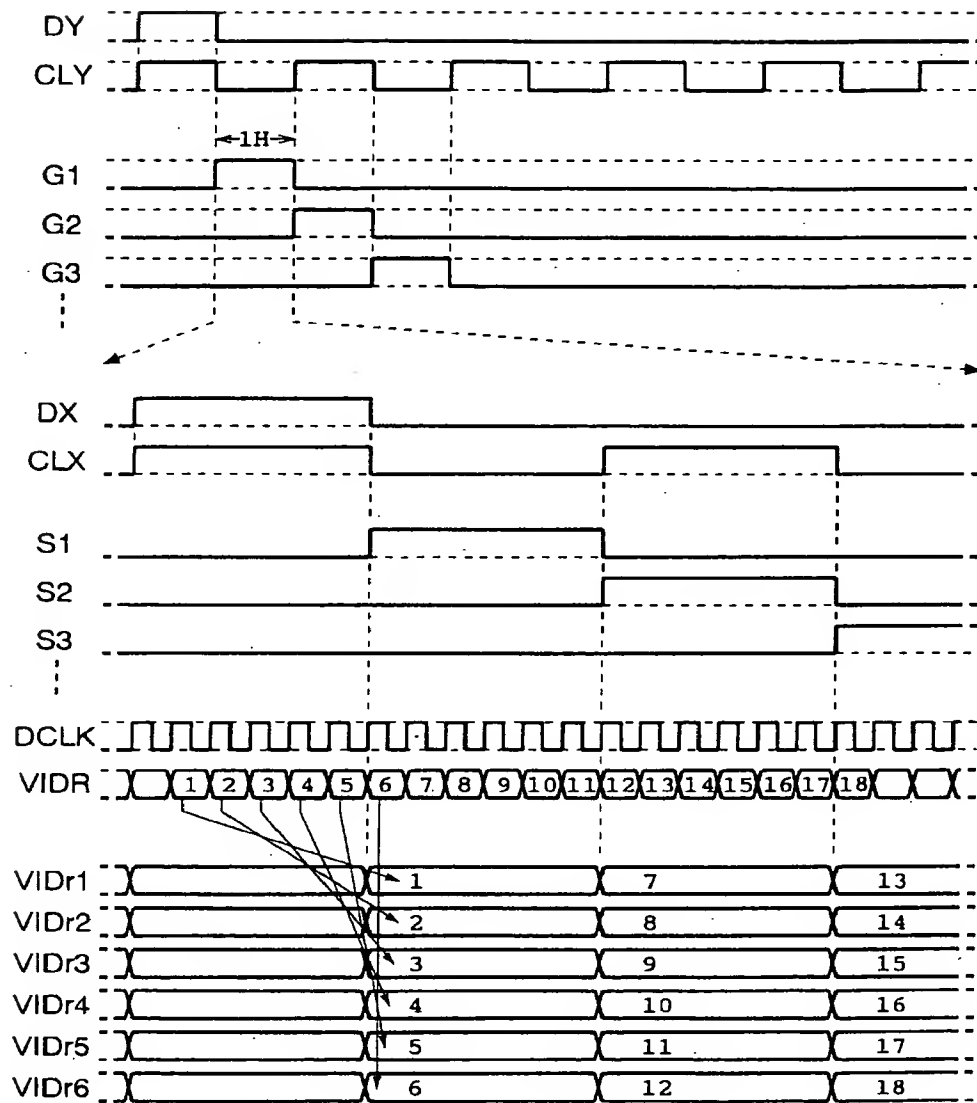 DY
CLY
1H
G1
G2
G3
DX
CLX
S1
S2
S3
DCLK
VIDR 1 2 3 4 5 6 7 8 9 10 11 12 13 14 15 16 17 18
VIDr1 1 7 13
VIDr2 2 8 14
VIDr3 3 9 15
VIDr4 4 10 16
VIDr5 5 11 17
VIDr6 6 12 18